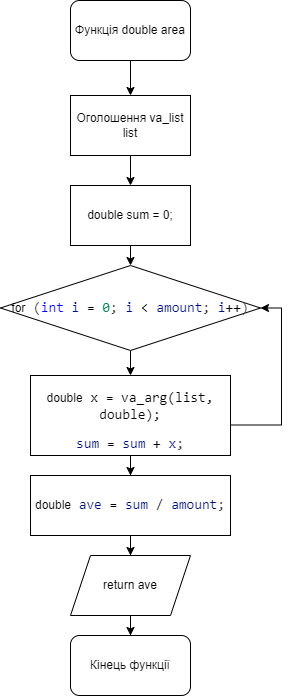 Функція double area
Оголошення va_list
list
double sum = 0;
for (int i = 0; i < amount; i++)
double x = va_arg(list,
double);
sum = sum + x;
double ave = sum / amount;
return ave
Кінець функції